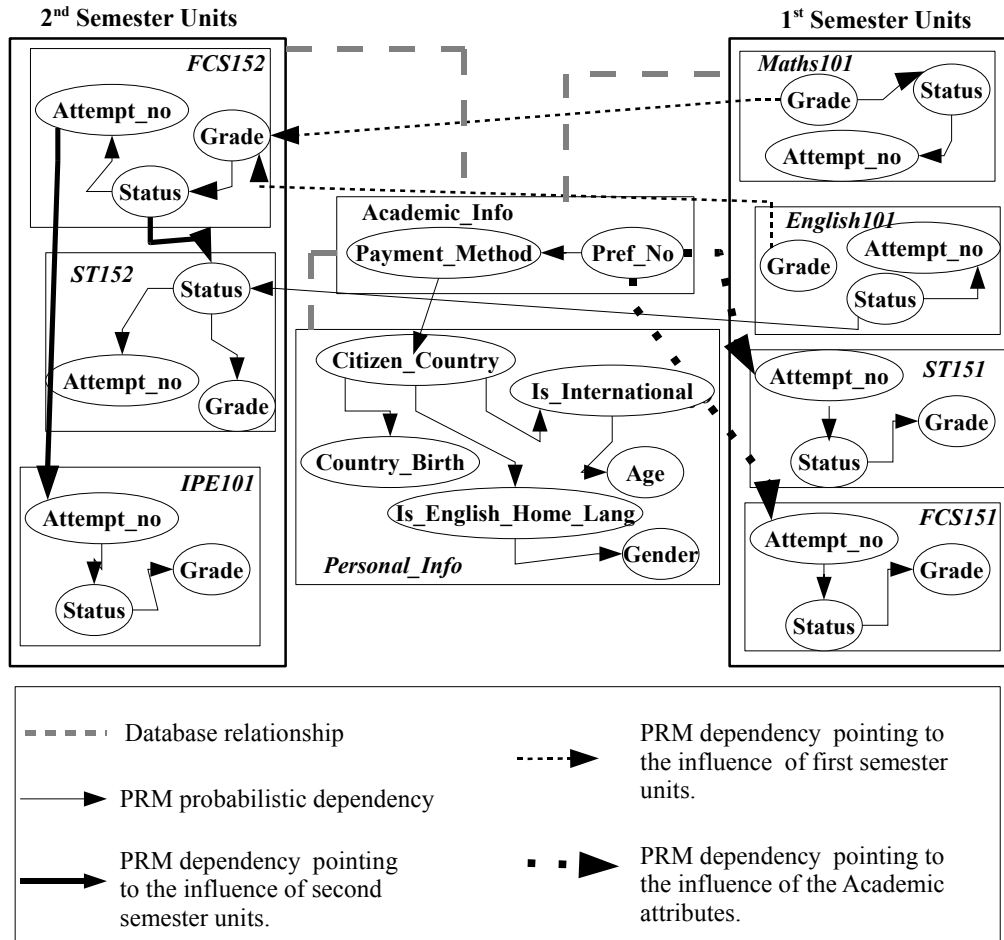 2nd Semester Units
FCS152
Attempt_no
Grade
Status
ST152
Status
Attempt_no
Grade
IPE101
Attempt_no
Grade
Status
Academic_Info
Payment_Method
Pref_No
Citizen_Country
Is_International
Country_Birth
Age
Is_English_Home_Lang
Gender
Personal_Info
1st Semester Units
Maths101
Grade
Status
Attempt_no
English101
Attempt_no
Grade
Status
ST151
Attempt_no
Grade
Status
FCS151
Attempt_no
Grade
Status
Database relationship
PRM probabilistic dependency
PRM dependency pointing
to the influence of second
semester units.
PRM dependency pointing to
the influence of first semester
units.
PRM dependency pointing to
the influence of the Academic
attributes.